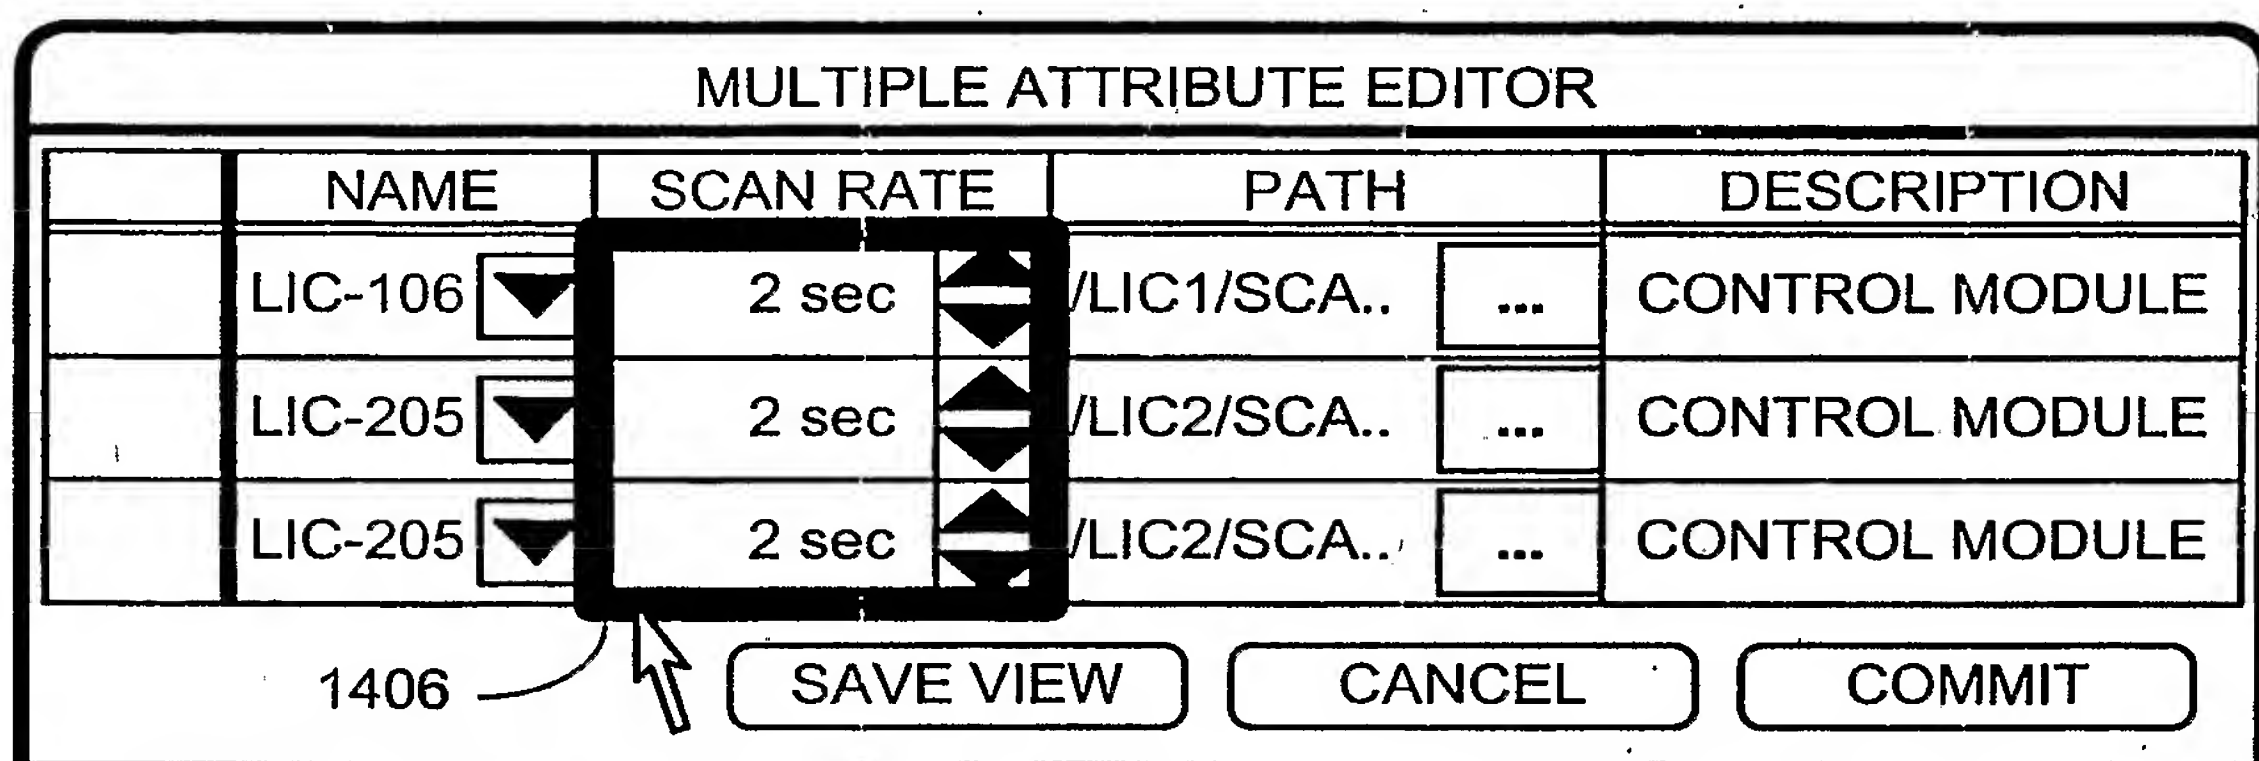 MULTIPLE ATTRIBUTE EDITOR
NAME SCAN RATE PATH DESCRIPTION
LIC-106 2 sec /LIC1/SCA.. ... CONTROL MODULE
LIC-205 2 sec /LIC2/SCA.. ... CONTROL MODULE
LIC-205 2 sec /LIC2/SCA.. ... CONTROL MODULE
1406 SAVE VIEW CANCEL COMMIT